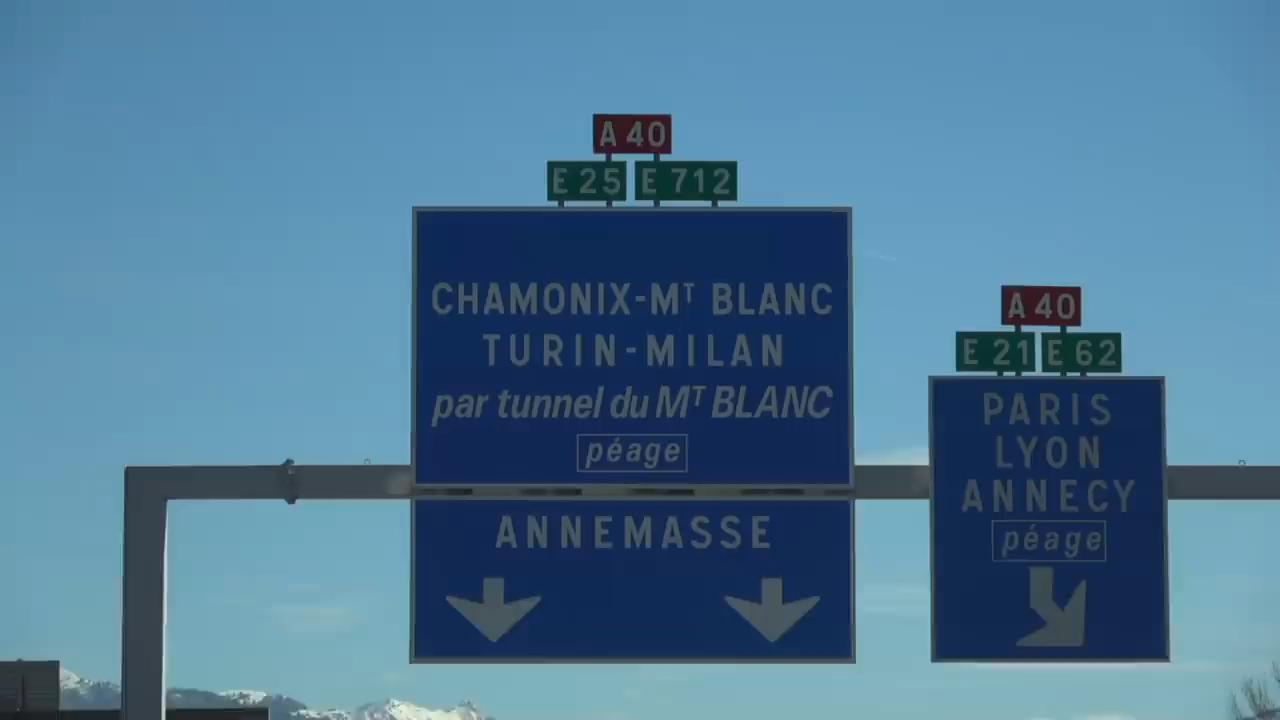 A 40
E 25 E 712
CHAMONIX-Mᵀ BLANC
TURIN-MILAN
par tunnel du Mᵀ BLANC
péage
ANNEMASSE
A 40
E 21 E 62
PARIS
LYON
ANNECY
péage